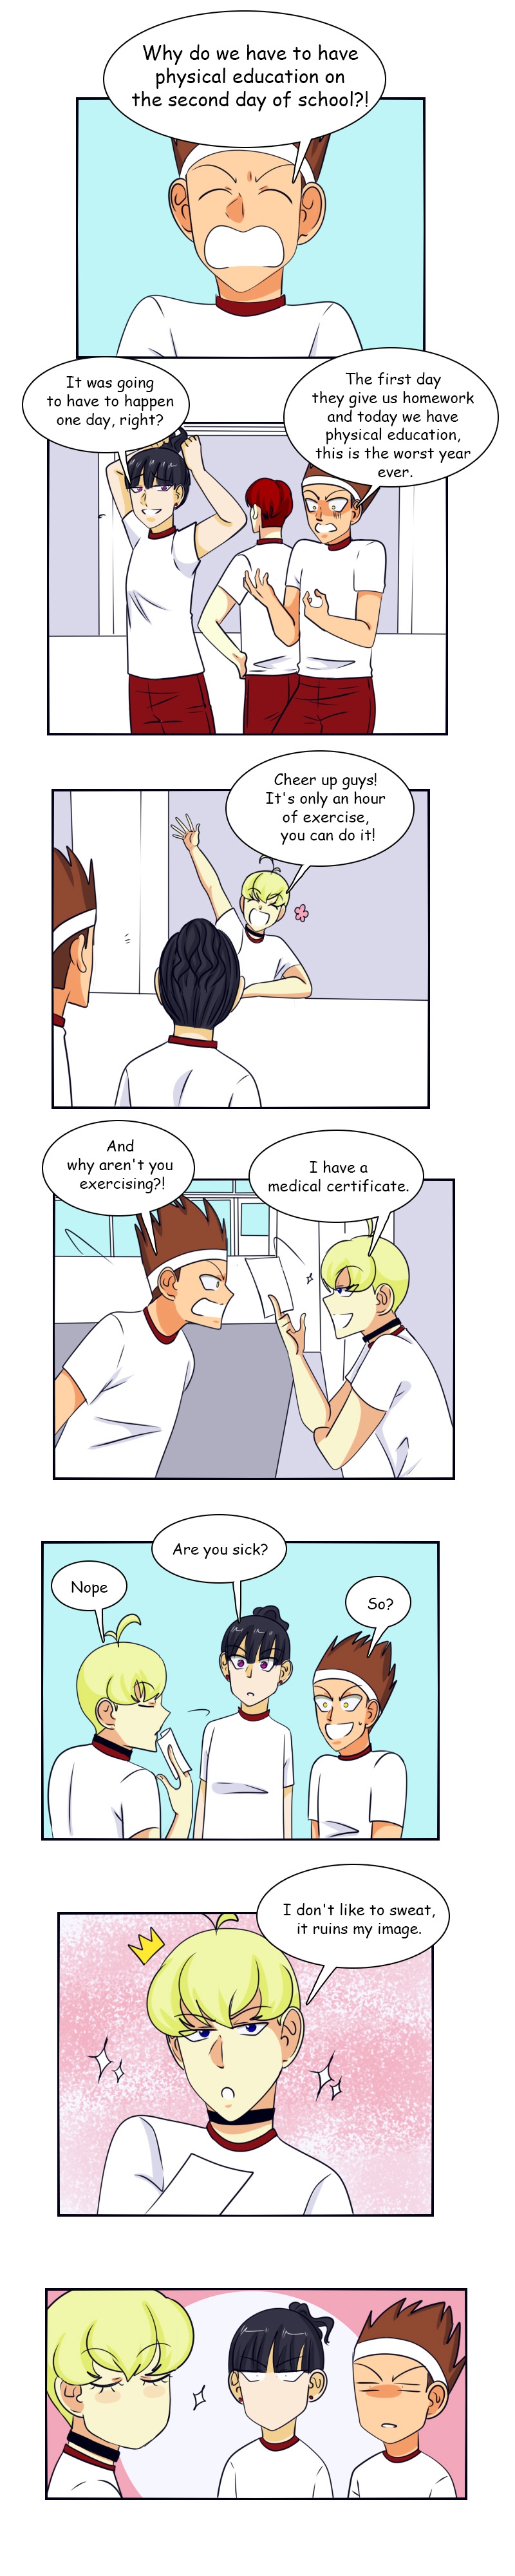 Why do we have to have
physical education on
the second day of school?!
It was going
to have to happen
one day, right?
The first day
they give us homework
and today we have
physical education,
this is the worst year
ever.
Cheer up guys!
It's only an hour
of exercise,
you can do it!
And
why aren't you
exercising?!
I have a
medical certificate.
Nope
Are you sick?
So?
I don't like to sweat,
it ruins my image.